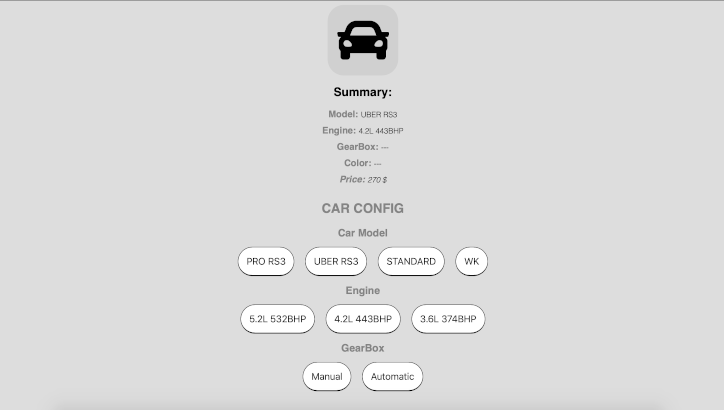 Summary:
Model: UBER RS3
Engine: 4.2L 443BHP
GearBox: ---
Color: ---
Price: 270 $
CAR CONFIG
Car Model
PRO RS3 UBER RS3 STANDARD WK
Engine
5.2L 532BHP 4.2L 443BHP 3.6L 374BHP
GearBox
Manual Automatic